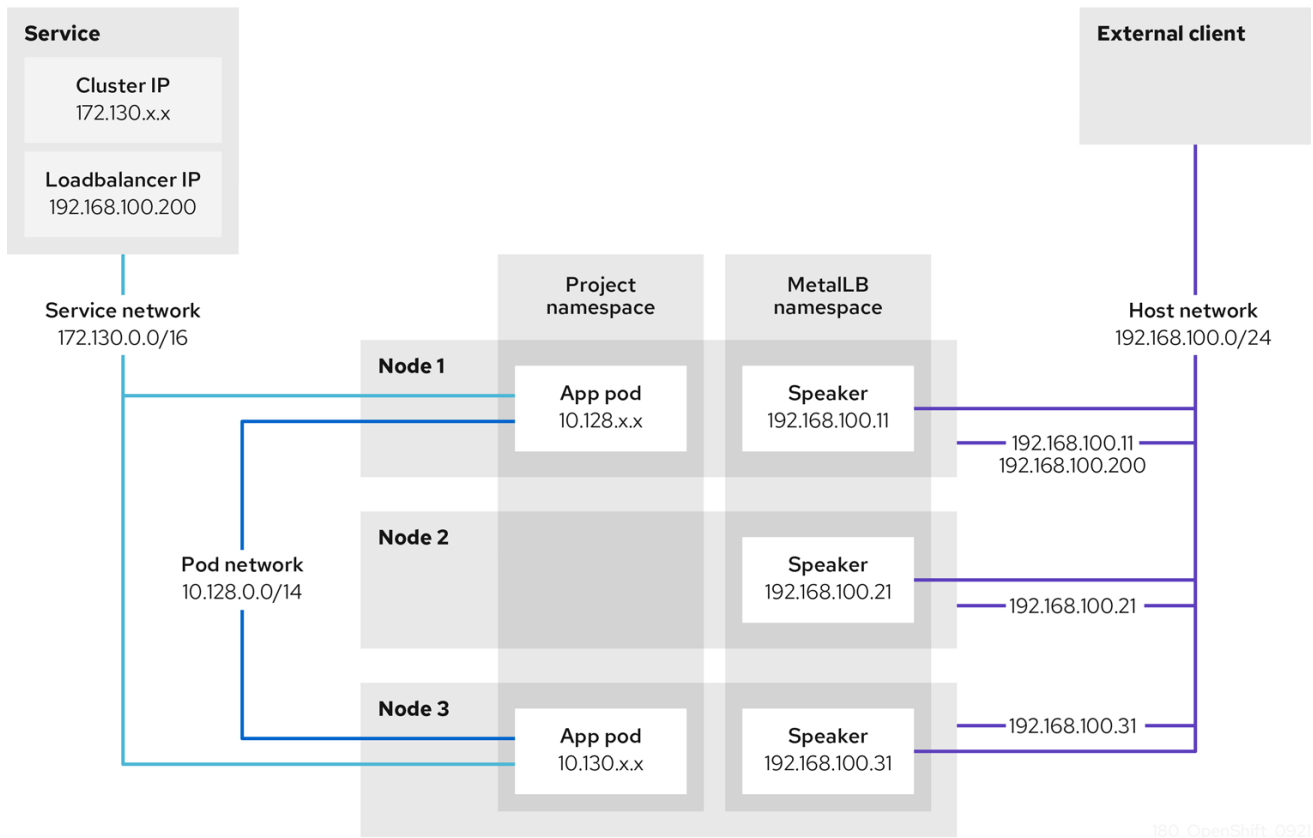 Service
Cluster IP
172.130.x.x
Loadbalancer IP
192.168.100.200
External client
Service network
172.130.0.0/16
Project
namespace
MetalLB
namespace
Host network
192.168.100.0/24
Node 1
App pod
10.128.x.x
Speaker
192.168.100.11
192.168.100.11
192.168.100.200
Pod network
10.128.0.0/14
Node 2
Speaker
192.168.100.21
192.168.100.21
Node 3
App pod
10.130.x.x
Speaker
192.168.100.31
192.168.100.31
180_OpenShift_0921